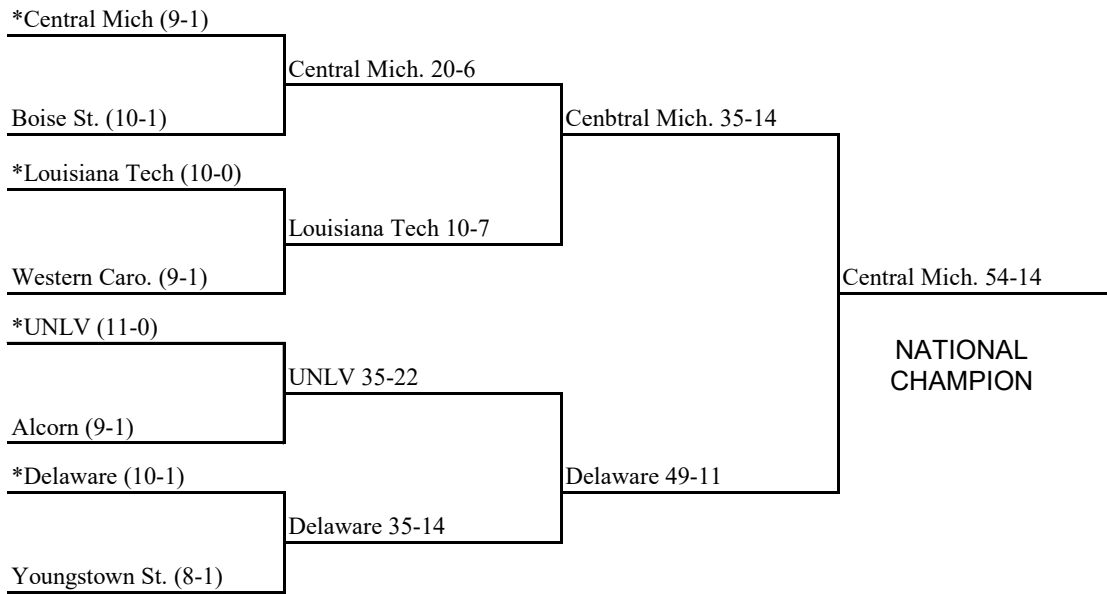 *Central Mich (9-1)
Central Mich. 20-6
Boise St. (10-1)
Cenbtral Mich. 35-14
*Louisiana Tech (10-0)
Louisiana Tech 10-7
Western Caro. (9-1)
Central Mich. 54-14
*UNLV (11-0)
NATIONAL
CHAMPION
UNLV 35-22
Alcorn (9-1)
*Delaware (10-1)
Delaware 49-11
Delaware 35-14
Youngstown St. (8-1)